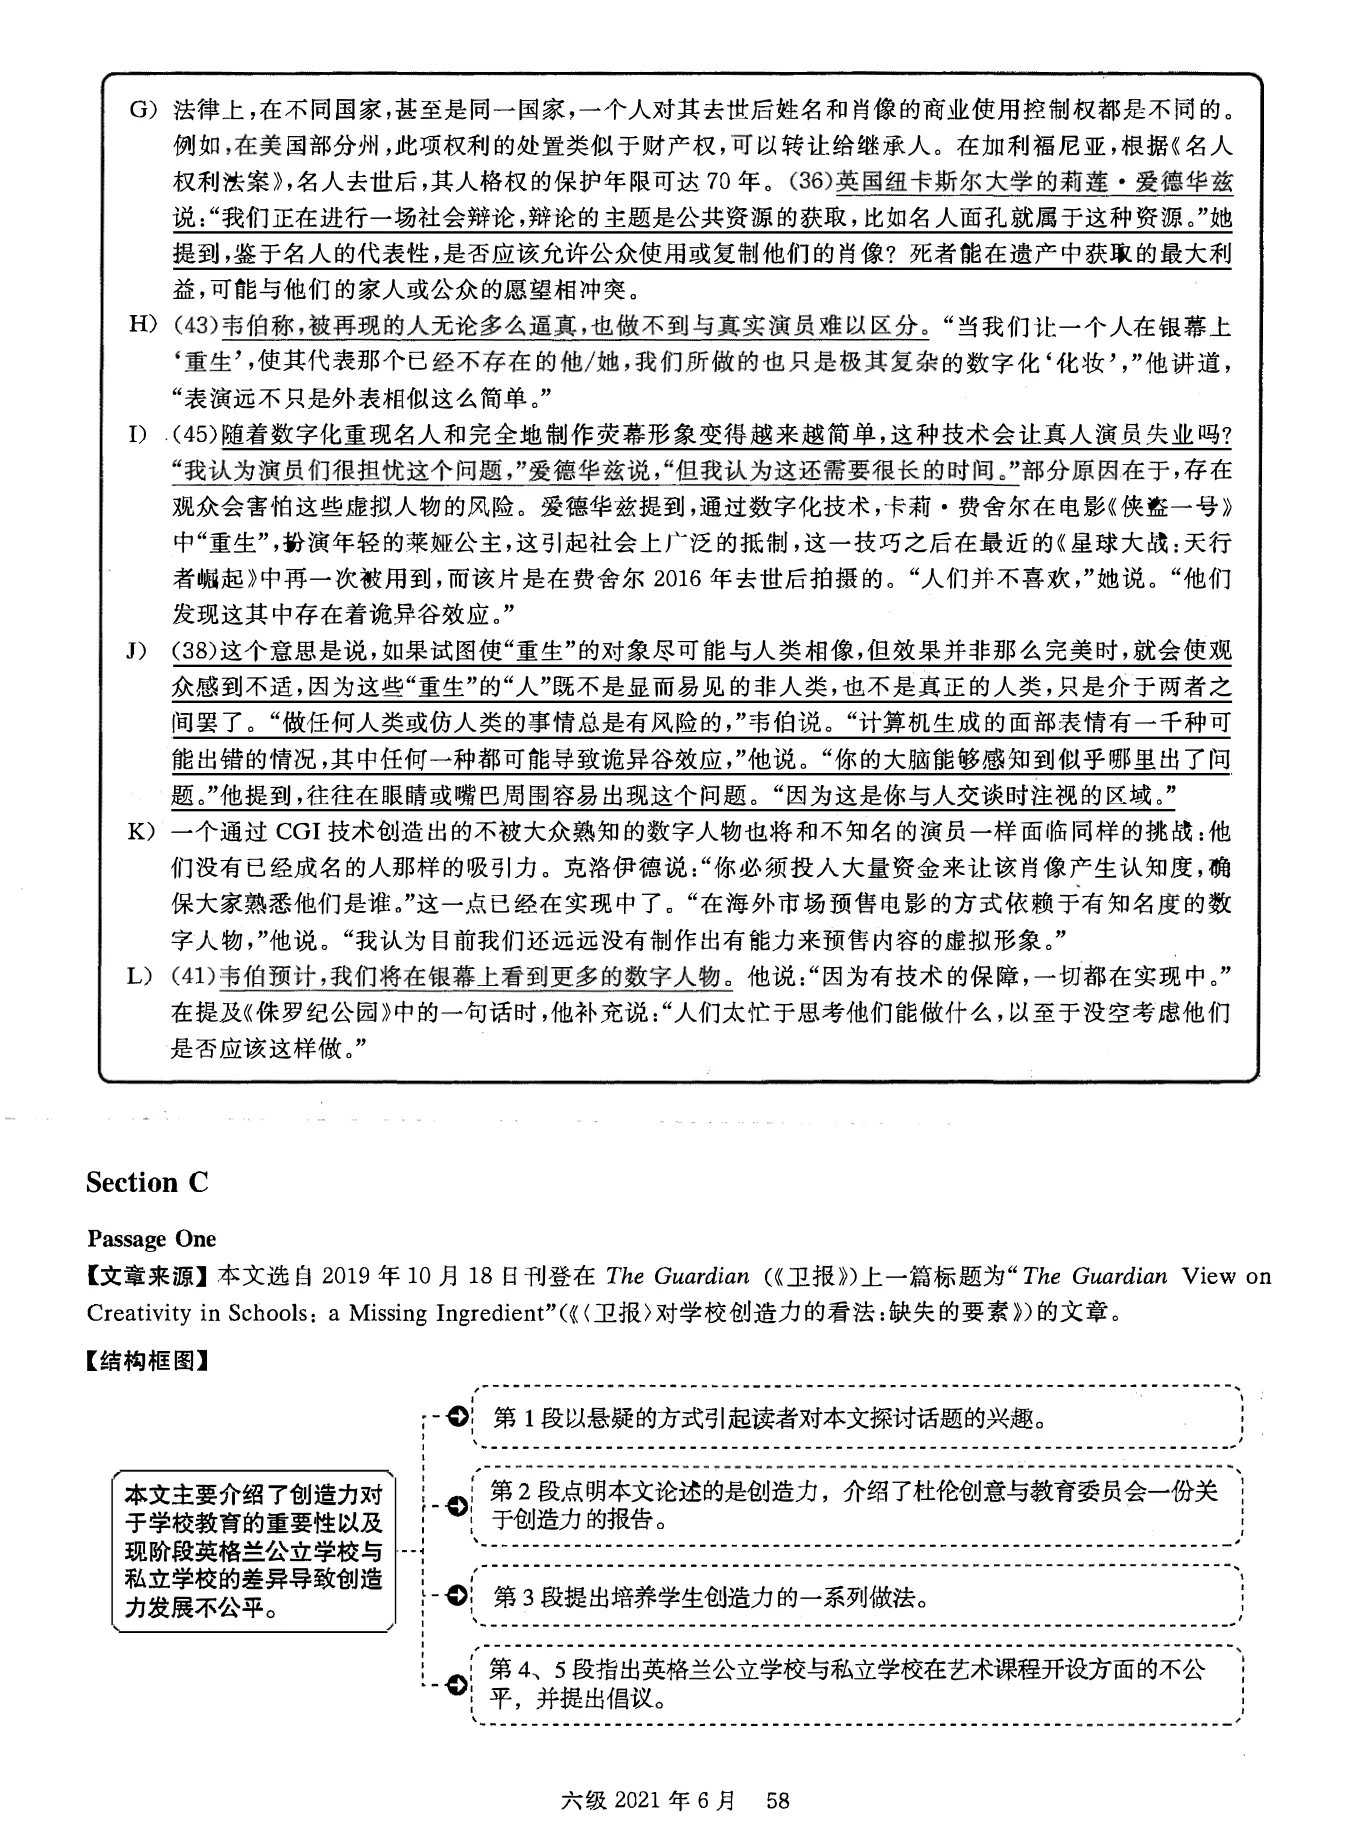 G) 法律上,在不同国家,甚至是同一国家,一个人对其去世后姓名和肖像的商业使用控制权都是不同的。
例如,在美国部分州,此项权利的处置类似于财产权,可以转让给继承人。在加利福尼亚,根据《名人
权利法案》,名人去世后,其人格权的保护年限可达 70 年。(36)英国纽卡斯尔大学的莉莲·爱德华兹
说:“我们正在进行一场社会辩论,辩论的主题是公共资源的获取,比如名人面孔就属于这种资源。”她
提到,鉴于名人的代表性,是否应该允许公众使用或复制他们的肖像? 死者能在遗产中获取的最大利
益,可能与他们的家人或公众的愿望相冲突。
H) (43)韦伯称,被再现的人无论多么逼真,也做不到与真实演员难以区分。“当我们让一个人在银幕上
‘重生’,使其代表那个已经不存在的他/她,我们所做的也只是极其复杂的数字化‘化妆’,”他讲道,
“表演远不只是外表相似这么简单。”
I) (45)随着数字化重现名人和完全地制作荧幕形象变得越来越简单,这种技术会让真人演员失业吗?
“我认为演员们很担忧这个问题,”爱德华兹说,“但我认为这还需要很长的时间。”部分原因在于,存在
观众会害怕这些虚拟人物的风险。爱德华兹提到,通过数字化技术,卡莉·费舍尔在电影《侠盗一号》
中“重生”,扮演年轻的莱娅公主,这引起社会上广泛的抵制,这一技巧之后在最近的《星球大战:天行
者崛起》中再一次被用到,而该片是在费舍尔 2016 年去世后拍摄的。“人们并不喜欢,”她说。“他们
发现这其中存在着诡异谷效应。”
J) (38)这个意思是说,如果试图使“重生”的对象尽可能与人类相像,但效果并非那么完美时,就会使观
众感到不适,因为这些“重生”的“人”既不是显而易见的非人类,也不是真正的人类,只是介于两者之
间罢了。“做任何人类或仿人类的事情总是有风险的,”韦伯说。“计算机生成的面部表情有一千种可
能出错的情况,其中任何一种都可能导致诡异谷效应,”他说。“你的大脑能够感知到似乎哪里出了问
题。”他提到,往往在眼睛或嘴巴周围容易出现这个问题。“因为这是你与人交谈时注视的区域。”
K) 一个通过 CGI 技术创造出的不被大众熟知的数字人物也将和不知名的演员一样面临同样的挑战:他
们没有已经成名的人那样的吸引力。克洛伊德说:“你必须投入大量资金来让该肖像产生认知度,确
保大家熟悉他们是谁。”这一点已经在实现中了。“在海外市场预售电影的方式依赖于有知名度的数
字人物,”他说。“我认为目前我们还远远没有制作出有能力来预售内容的虚拟形象。”
L) (41)韦伯预计,我们将在银幕上看到更多的数字人物。他说:“因为有技术的保障,一切都在实现中。”
在提及《侏罗纪公园》中的一句话时,他补充说:“人们太忙于思考他们能做什么,以至于没空考虑他们
是否应该这样做。”
Section C
Passage One
【文章来源】本文选自 2019 年 10 月 18 日刊登在 The Guardian (《卫报》)上一篇标题为“The Guardian View on
Creativity in Schools: a Missing Ingredient”(《〈卫报〉对学校创造力的看法:缺失的要素》)的文章。
【结构框图】
本文主要介绍了创造力对
于学校教育的重要性以及
现阶段英格兰公立学校与
私立学校的差异导致创造
力发展不公平。
第 1 段以悬疑的方式引起读者对本文探讨话题的兴趣。
第 2 段点明本文论述的是创造力，介绍了杜伦创意与教育委员会一份关
于创造力的报告。
第 3 段提出培养学生创造力的一系列做法。
第 4、5 段指出英格兰公立学校与私立学校在艺术课程开设方面的不公
平，并提出倡议。
六级 2021 年 6 月 58